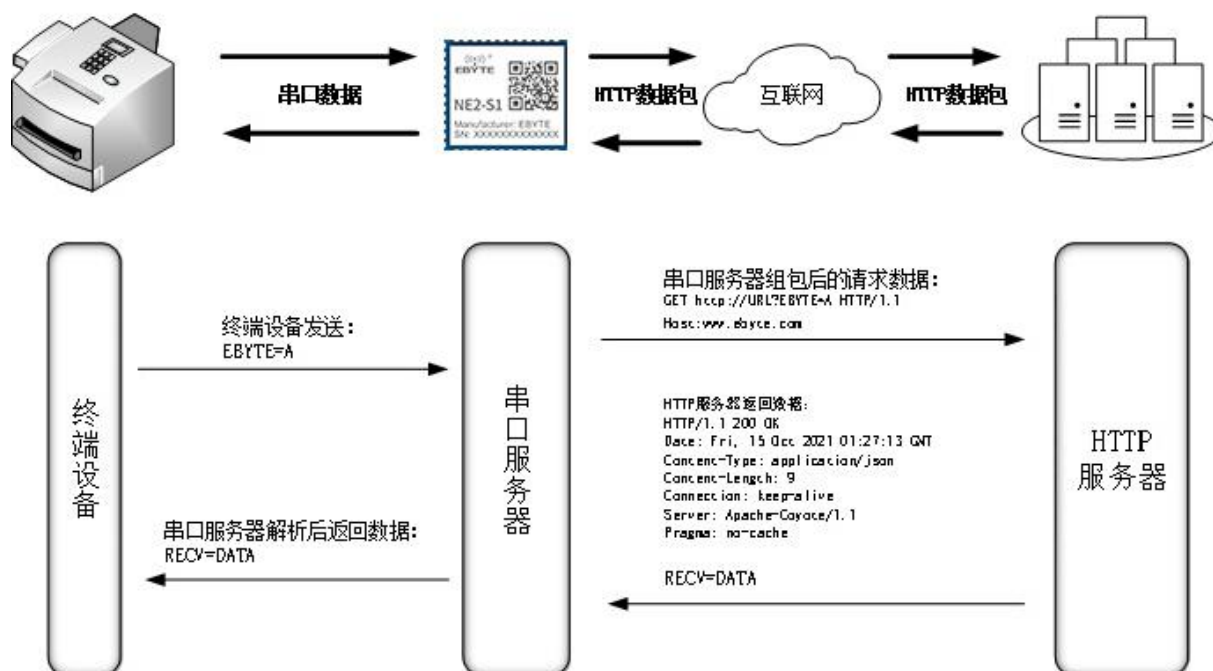 串口数据
EBYTE
NE2-S1
Manufacturer: EBYTE
SN: XXXXXXXXXXXXX
HTTP数据包
互联网
HTTP数据包
终端设备
终端设备发送：
EBYTE=A
串口服务器解析后返回数据：
RECV=DATA
串口服务器
串口服务器组包后的请求数据：
GET http://URL?EBYTE=A HTTP/1.1
Host:www.ebyte.com
HTTP服务器返回数据：
HTTP/1.1 200 OK
Date: Fri, 15 Oct 2021 01:27:13 GMT
Content-Type: application/json
Content-Length: 9
Connection: keep-alive
Server: Apache-Coyote/1.1
Pragma: no-cache
RECV=DATA
HTTP
服务器